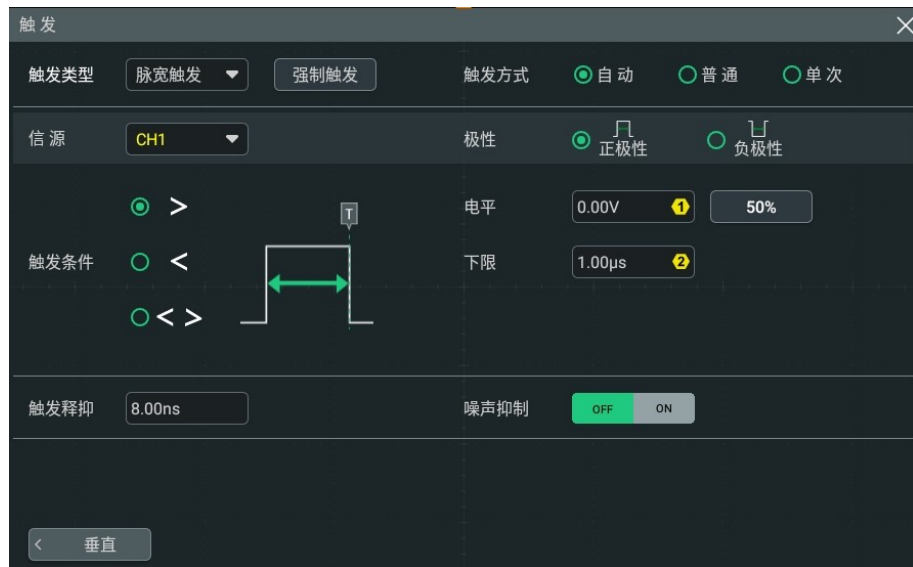 触发
触发类型 脉宽触发 强制触发 触发方式 自动 普通 单次
信源 CH1 极性 正极性 负极性
> T 电平 0.00V 1 50%
触发条件 < 下限 1.00μs 2
< >
触发释抑 8.00ns 噪声抑制 OFF ON
< 垂直